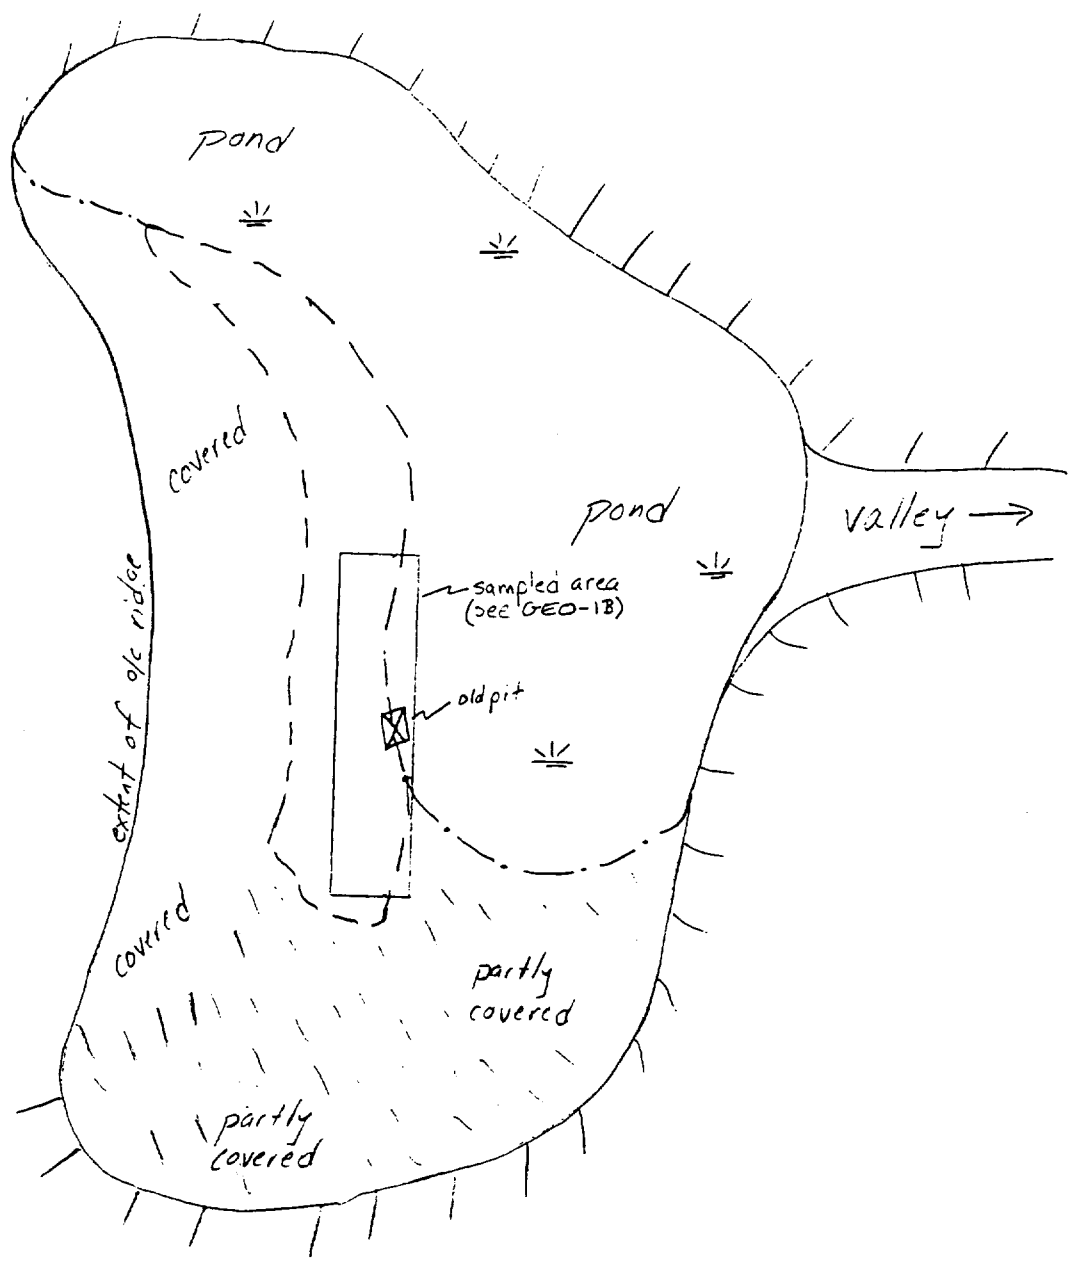 pond
covered
pond
valley
sampled area
(see GEO-1B)
extent of o/c ridge
old pit
covered
partly
covered
partly
covered